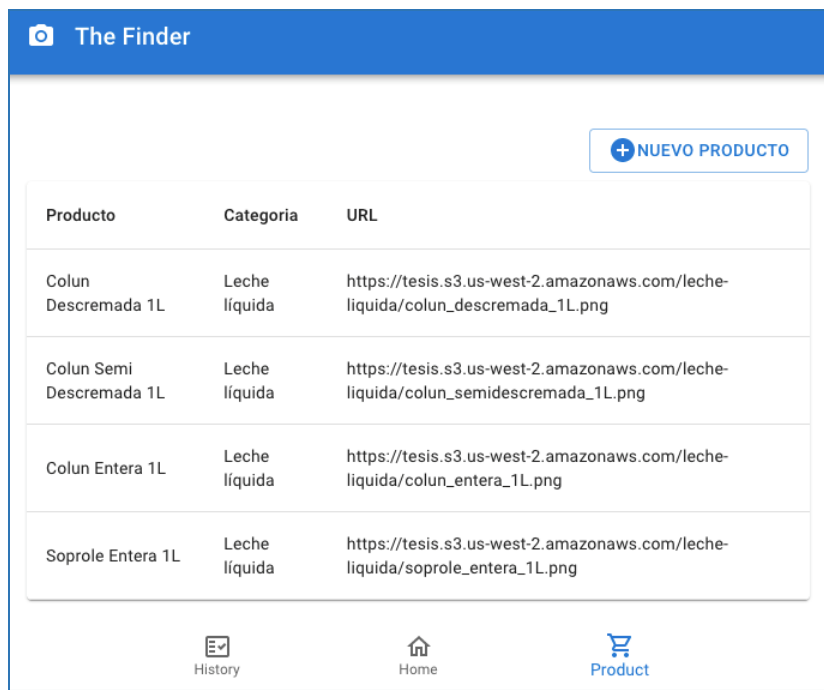 The Finder
NUEVO PRODUCTO
Producto Categoria URL
Colun Leche https://tesis.s3.us-west-2.amazonaws.com/leche-
Descremada 1L líquida liquida/colun_descremada_1L.png
Colun Semi Leche https://tesis.s3.us-west-2.amazonaws.com/leche-
Descremada 1L líquida liquida/colun_semidescremada_1L.png
Colun Entera 1L Leche https://tesis.s3.us-west-2.amazonaws.com/leche-
líquida liquida/colun_entera_1L.png
Soprole Entera 1L Leche https://tesis.s3.us-west-2.amazonaws.com/leche-
líquida liquida/soprole_entera_1L.png
History Home Product